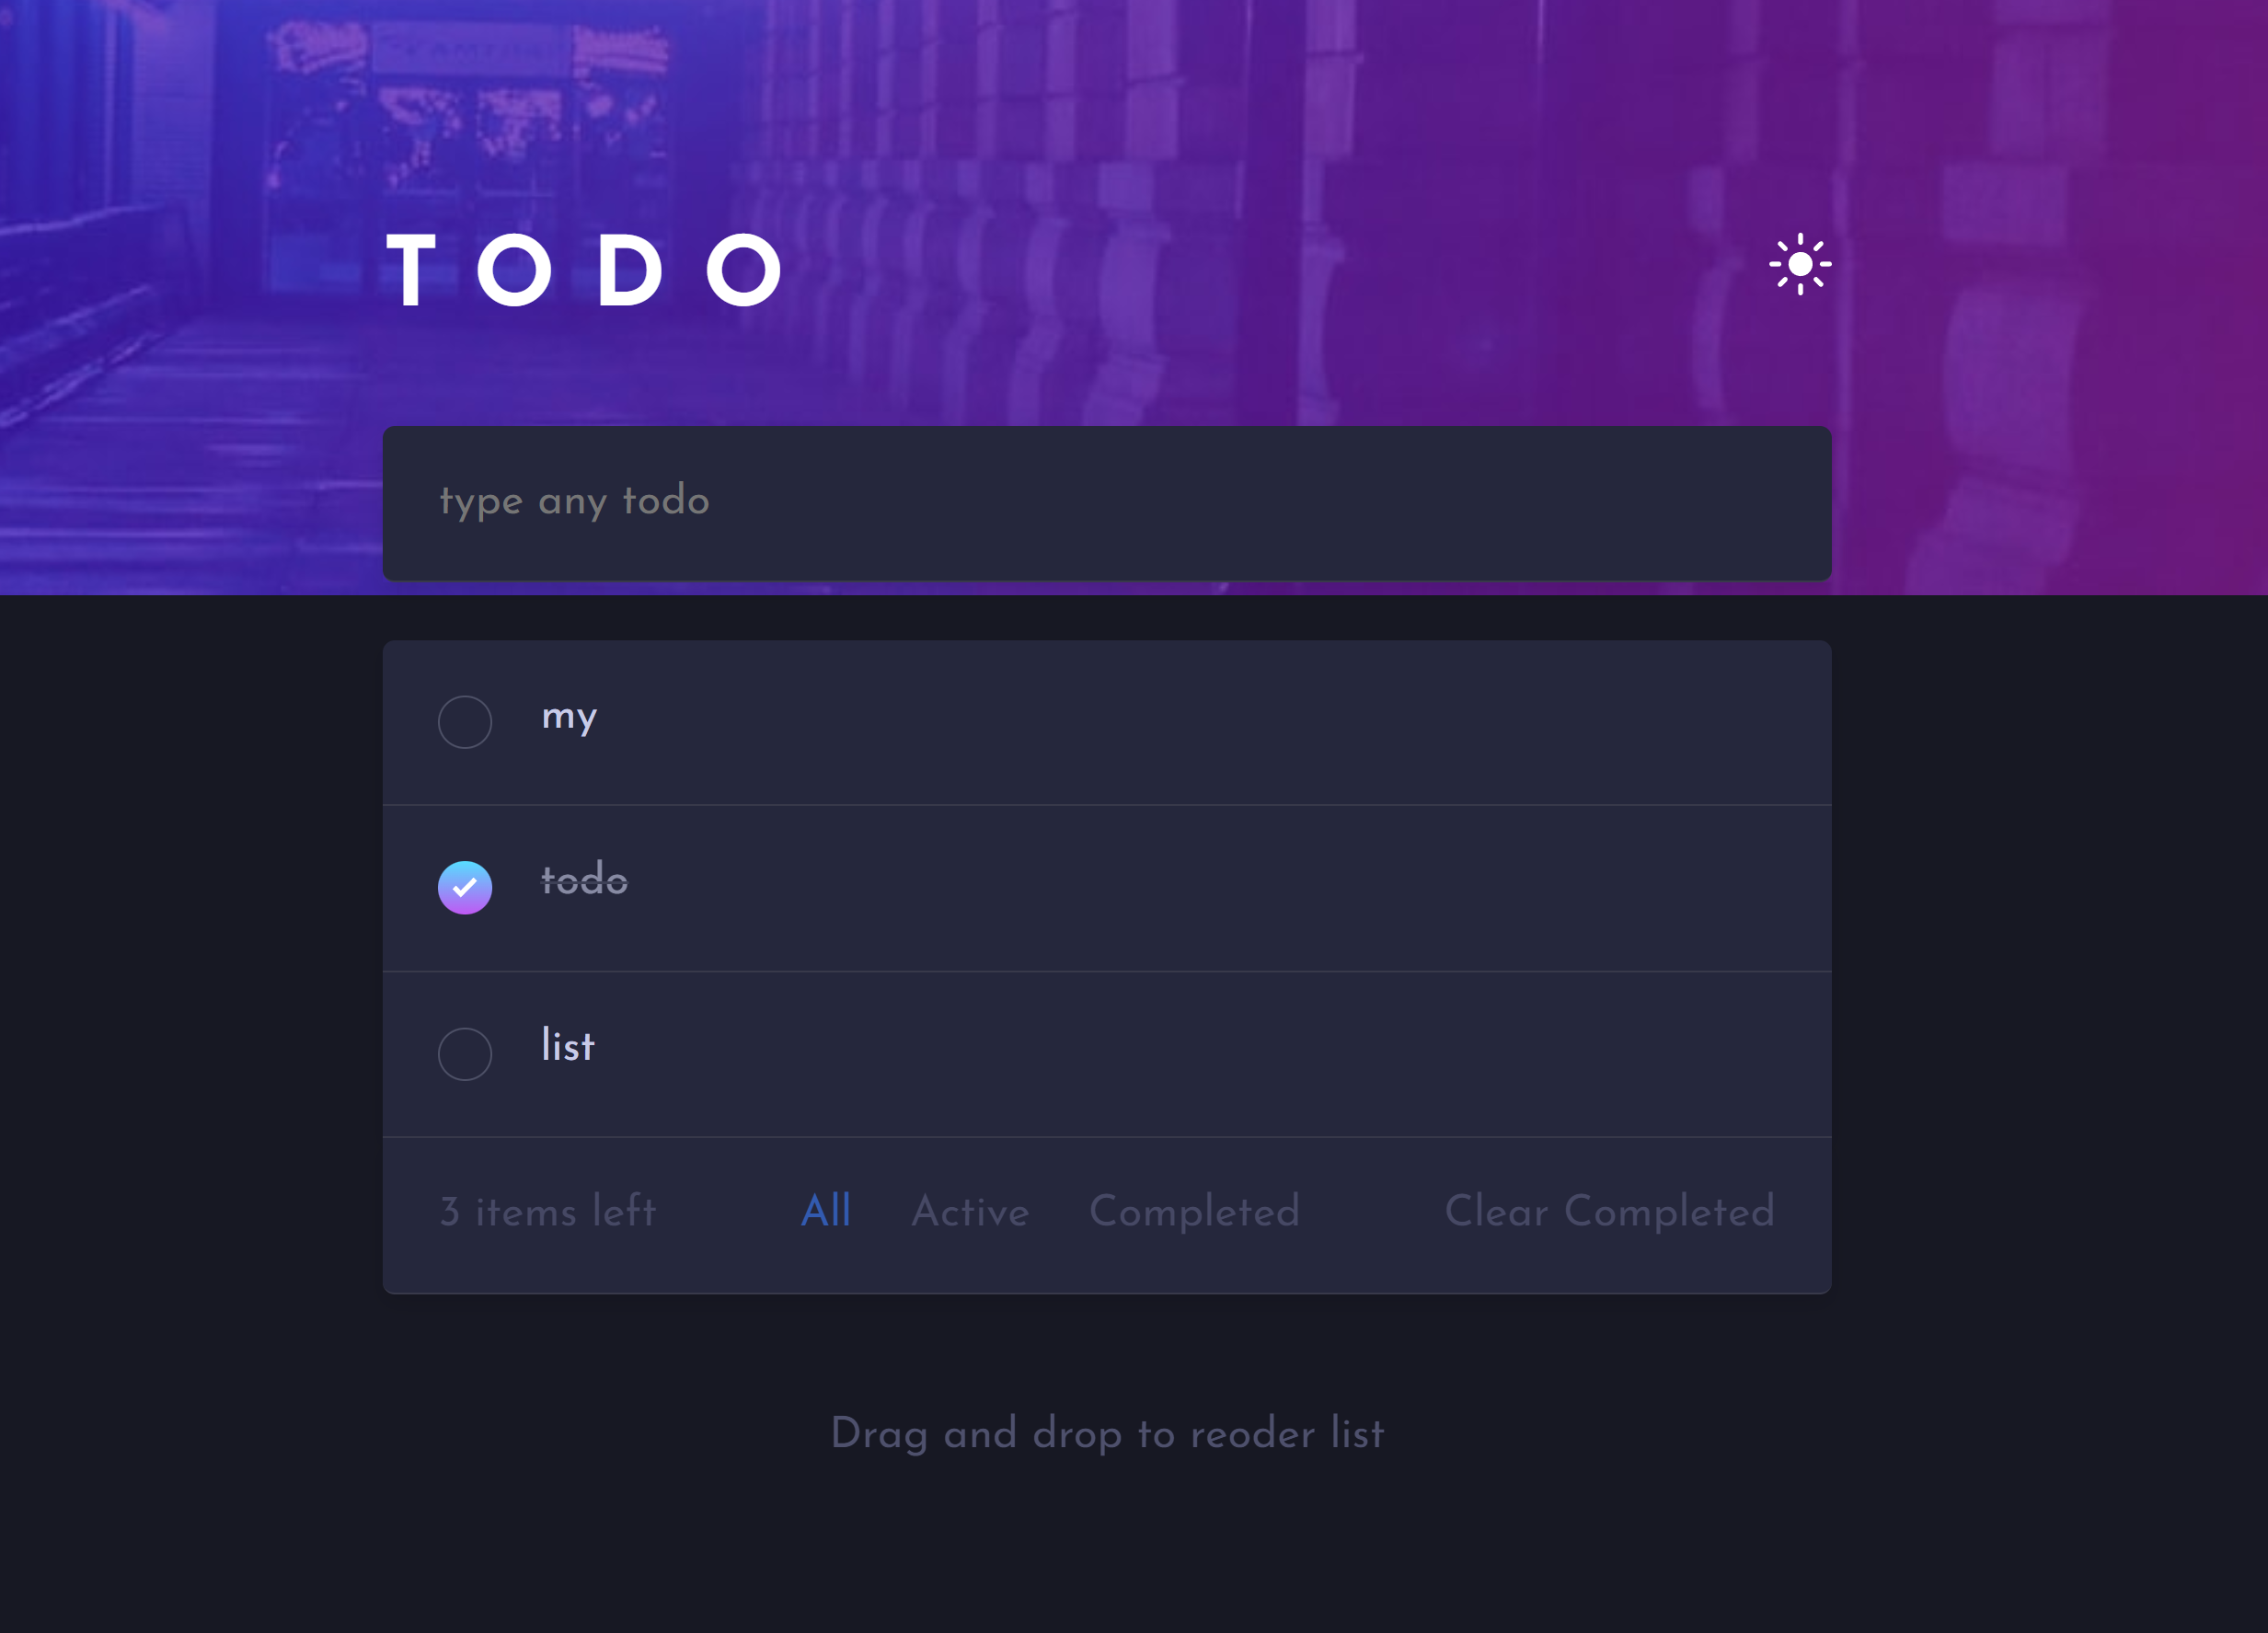 TODO
type any todo
my
todo
list
3 items left All Active Completed Clear Completed
Drag and drop to reoder list